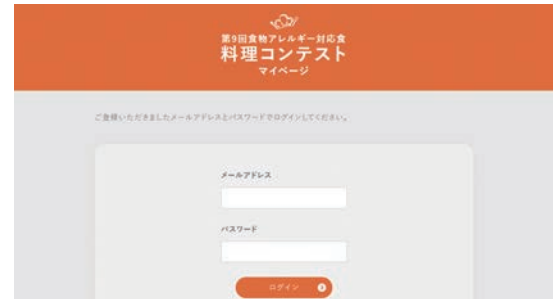 第9回食物アレルギー対応食
料理コンテスト
マイページ
ご登録いただきましたメールアドレスとパスワードでログインしてください。
メールアドレス
パスワード
ログイン